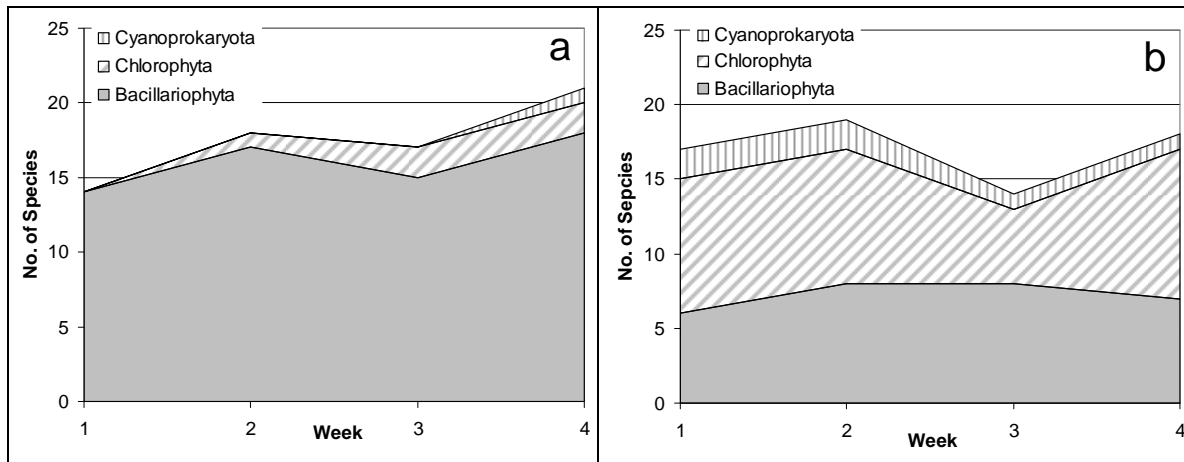 a
25
Cyanoprokaryota
Chlorophyta
20
Bacillariophyta
15
10
5
0
No. of Species
1 2 3 4
Week
b
25
Cyanoprokaryota
Chlorophyta
20
Bacillariophyta
15
10
5
0
No. of Sepcies
1 2 3 4
Week